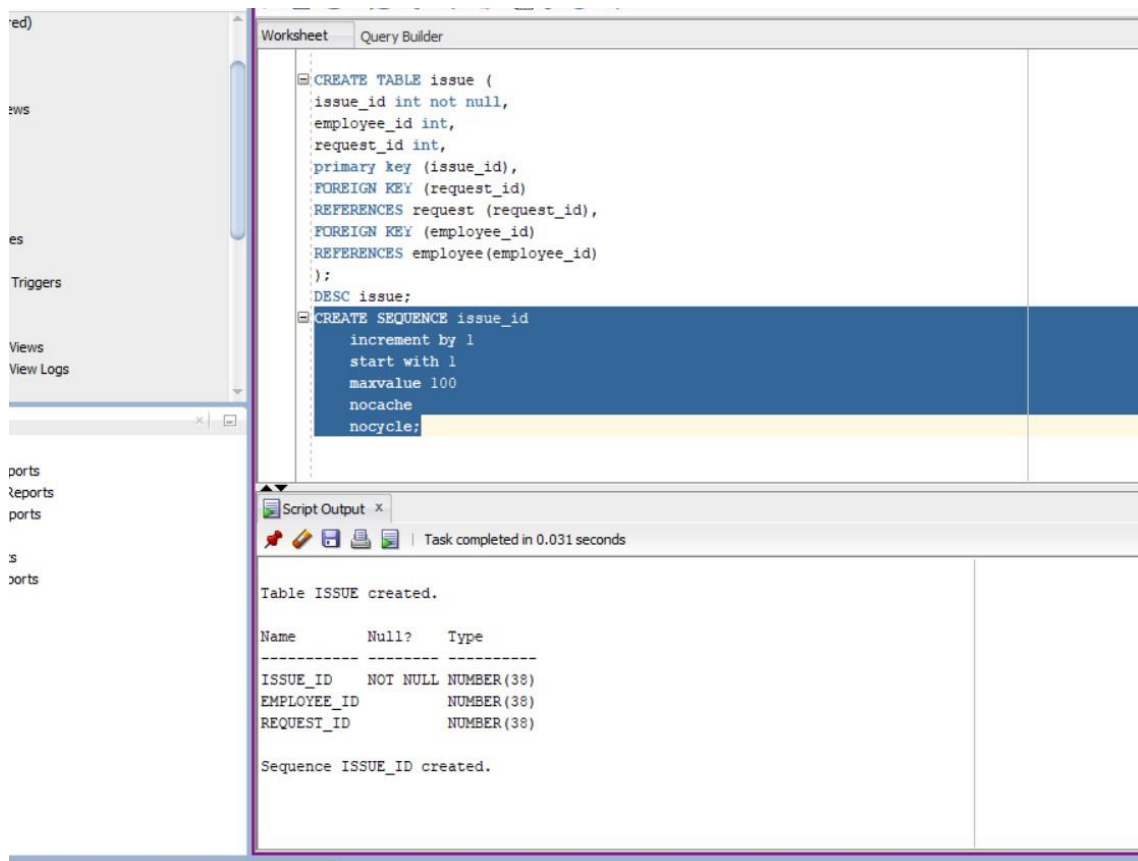 red)
ews
es
Triggers
Views
View Logs
ports
Reports
ports
ts
ports
Worksheet Query Builder
CREATE TABLE issue (
issue_id int not null,
employee_id int,
request_id int,
primary key (issue_id),
FOREIGN KEY (request_id)
REFERENCES request (request_id),
FOREIGN KEY (employee_id)
REFERENCES employee(employee_id)
);
DESC issue;
CREATE SEQUENCE issue_id
increment by 1
start with 1
maxvalue 100
nocache
nocycle;
Script Output x
Task completed in 0.031 seconds
Table ISSUE created.
Name Null? Type
----------- -------- ----------
ISSUE_ID NOT NULL NUMBER(38)
EMPLOYEE_ID NUMBER(38)
REQUEST_ID NUMBER(38)
Sequence ISSUE_ID created.